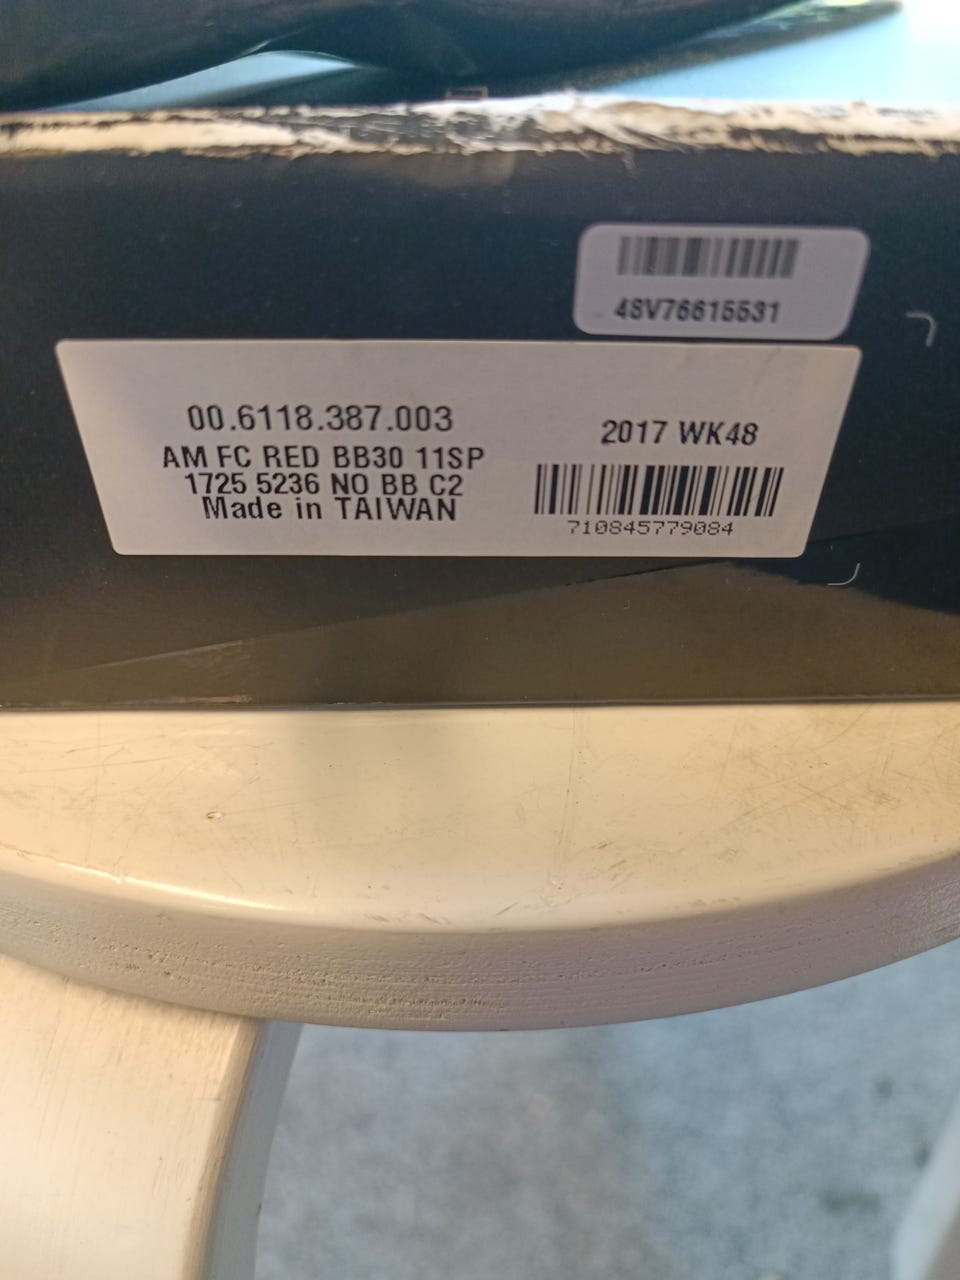 48V76615531
00.6118.387.003
AM FC RED BB30 11SP
1725 5236 NO BB C2
Made in TAIWAN
2017 WK48
710845779084